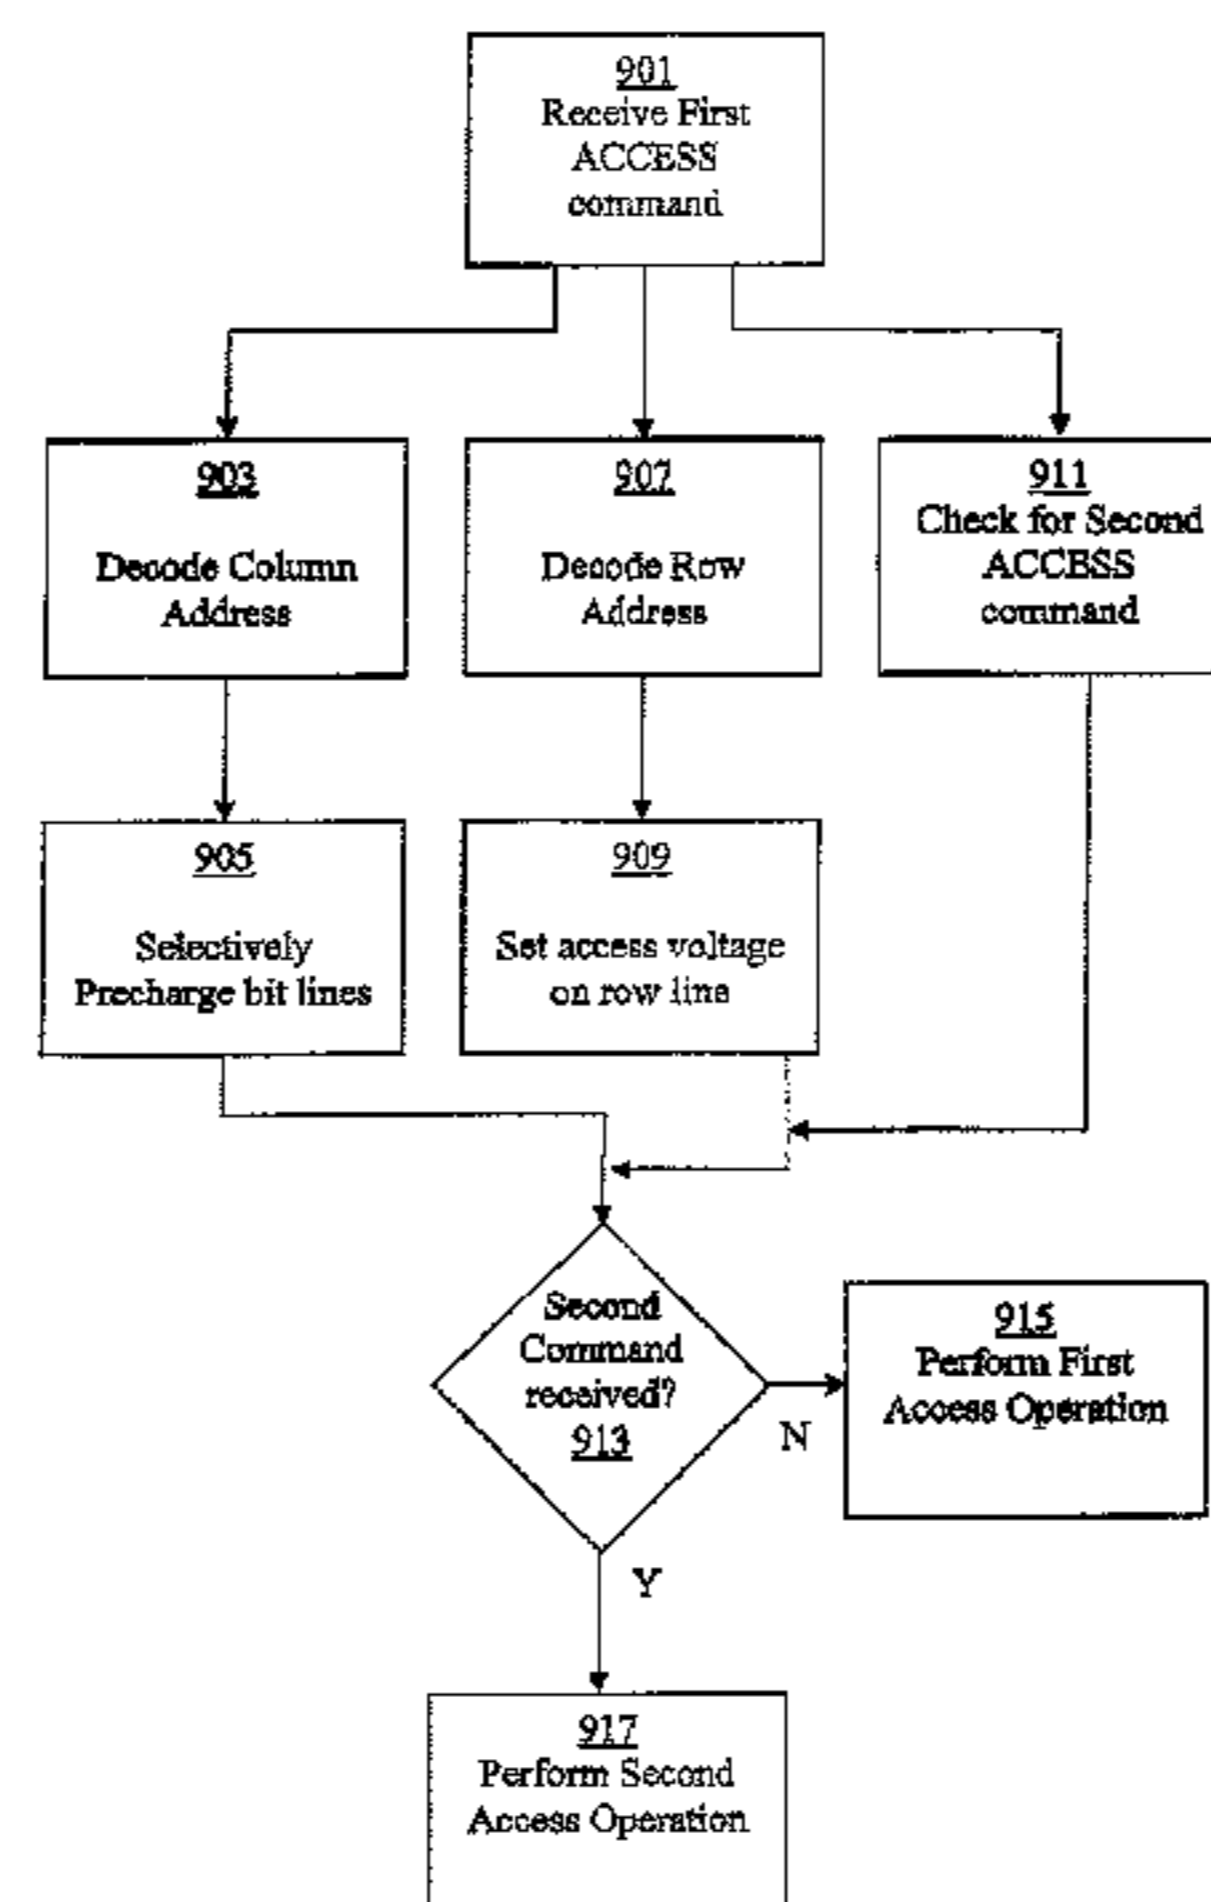 901
Receive First
ACCESS
command
903
Decode Column
Address
907
Decode Row
Address
911
Check for Second
ACCESS
command
905
Selectively
Precharge bit lines
909
Set access voltage
on row line
Second
Command
received?
913
N
915
Perform First
Access Operation
Y
917
Perform Second
Access Operation